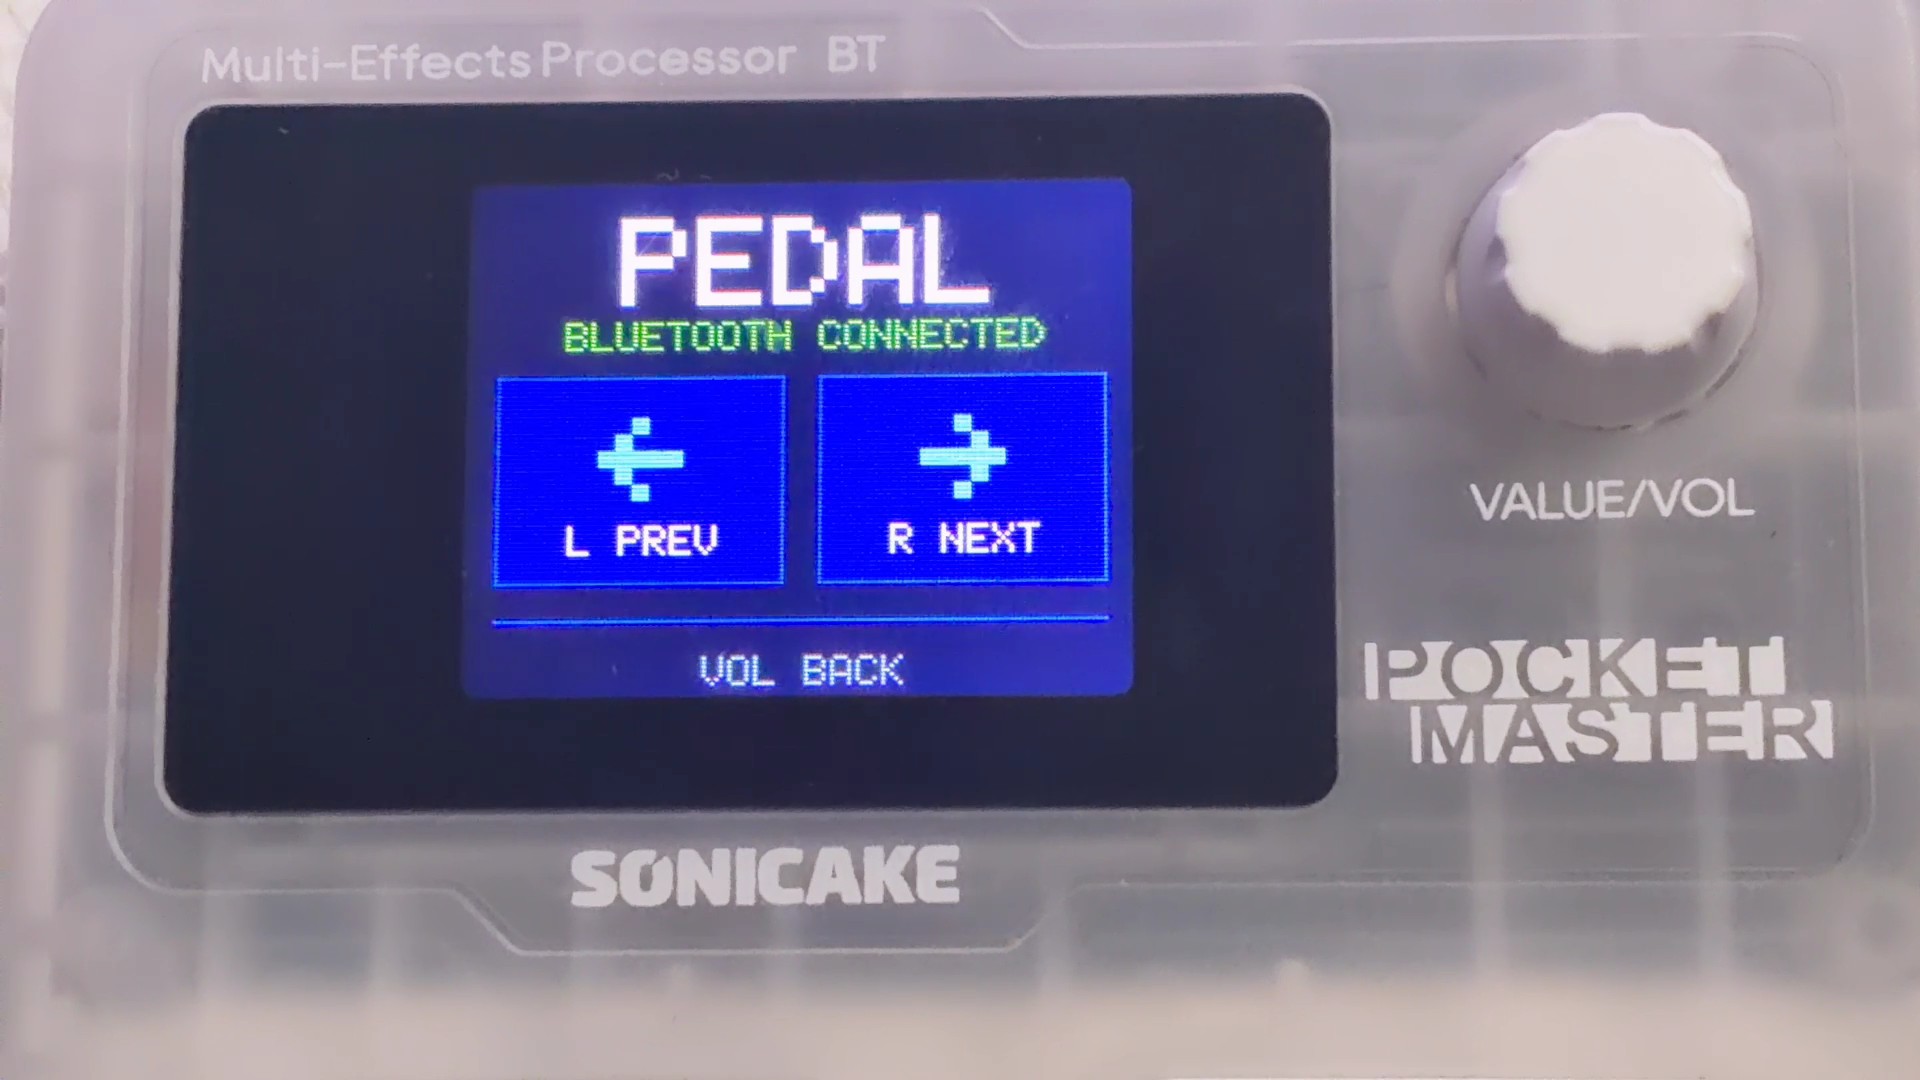 Multi-Effects Processor BT
PEDAL
BLUETOOTH CONNECTED
← →
L PREV R NEXT
VOL BACK
VALUE/VOL
POCKET
MASTER
SONICAKE